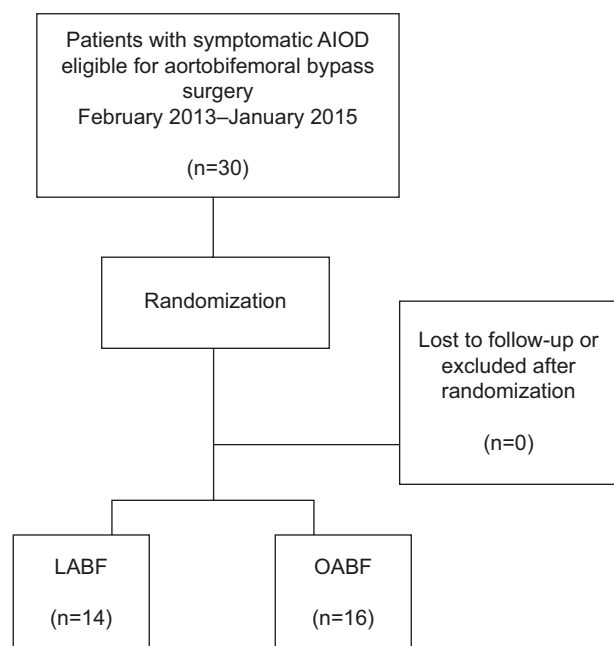 Patients with symptomatic AIOD
eligible for aortobifemoral bypass
surgery
February 2013–January 2015
(n=30)
Randomization
Lost to follow-up or
excluded after
randomization
(n=0)
LABF
(n=14)
OABF
(n=16)